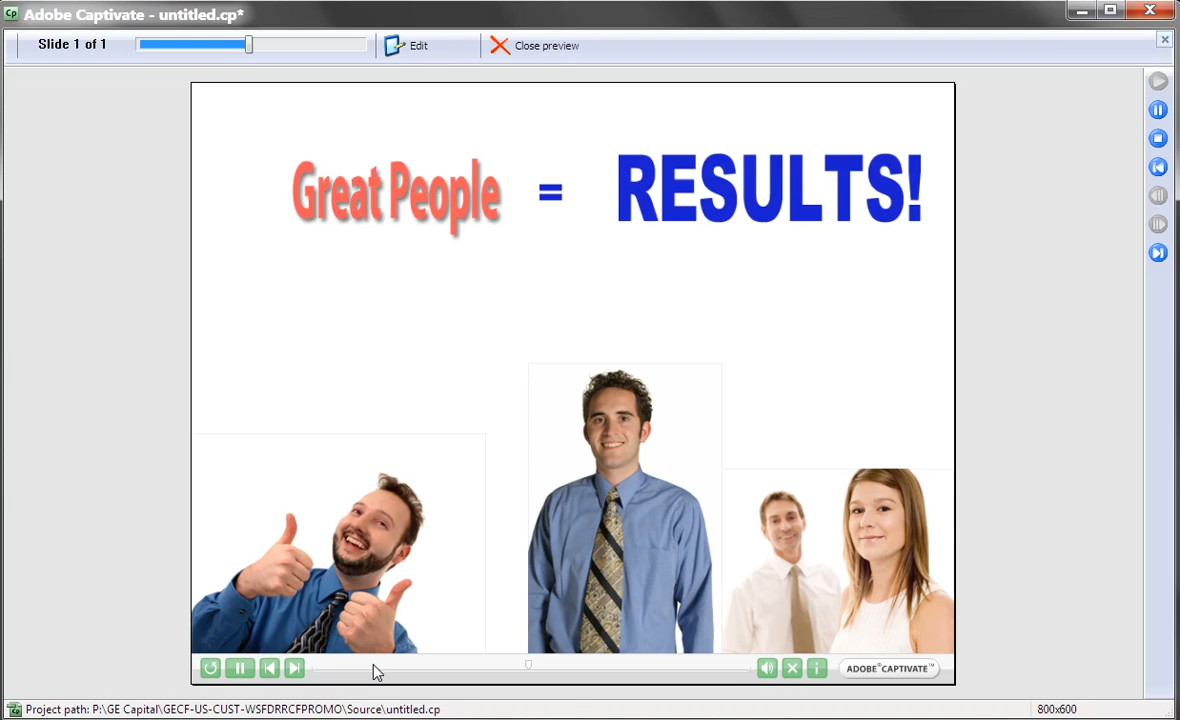 Adobe Captivate - untitled.cp*
Slide 1 of 1
Edit
Close preview
Great People = RESULTS!
ADOBE® CAPTIVATE™
Project path: P:\GE Capital\GECF-US-CUST-WSFDRRCFPROMO\Source\untitled.cp
800x600